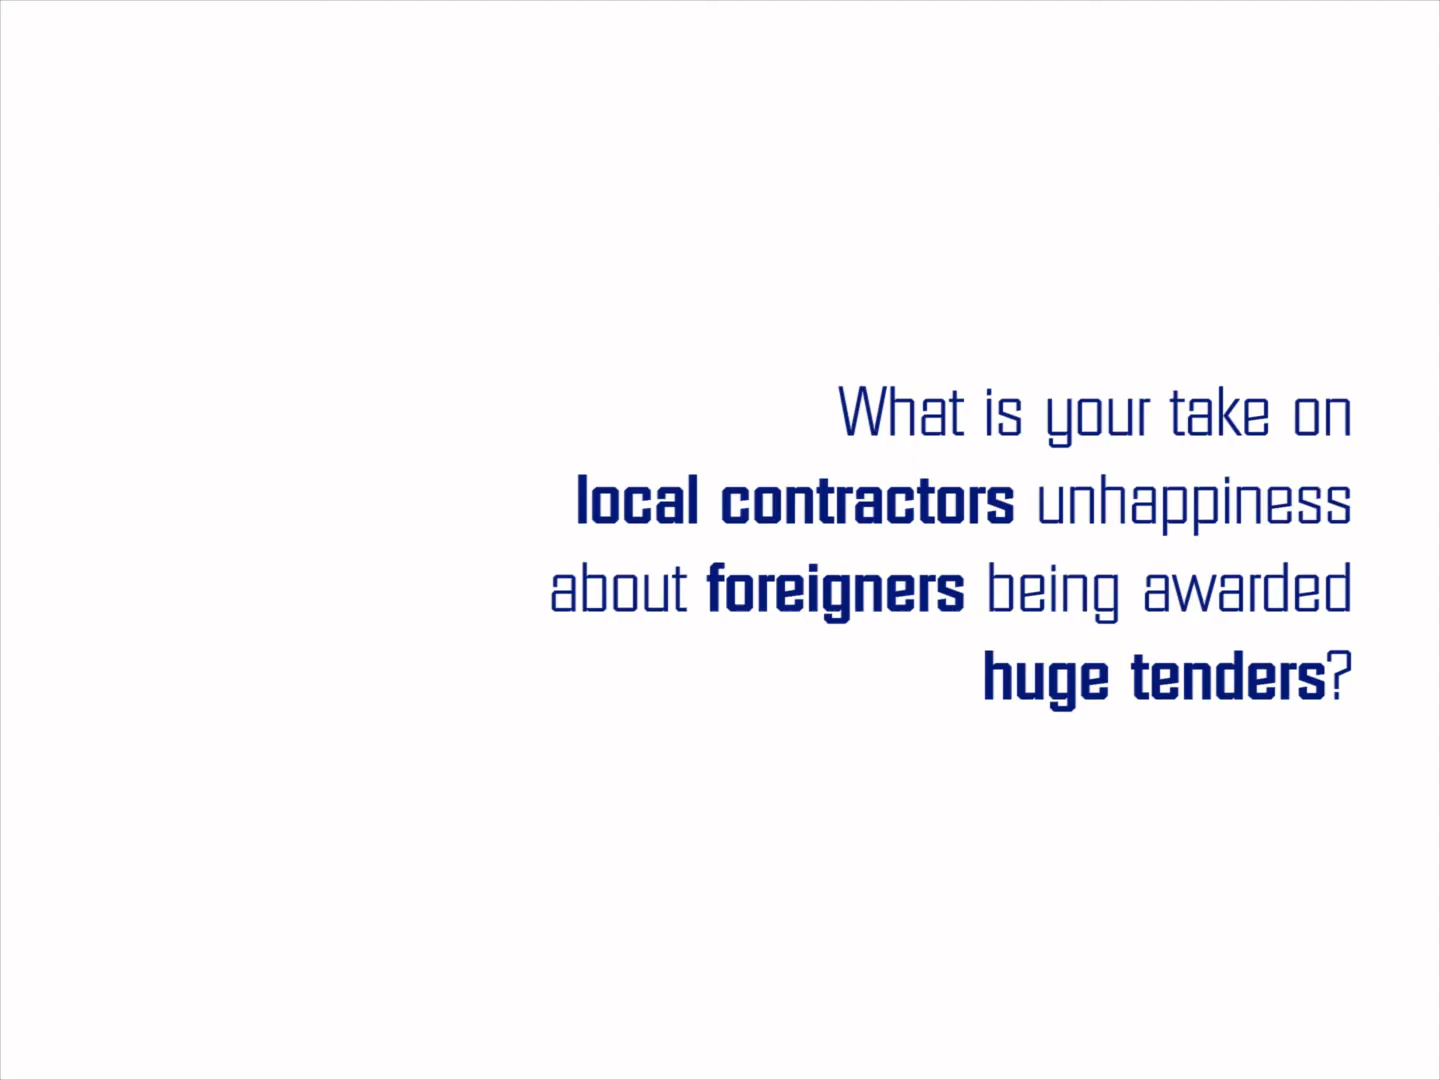 What is your take on
local contractors unhappiness
about foreigners being awarded
huge tenders?